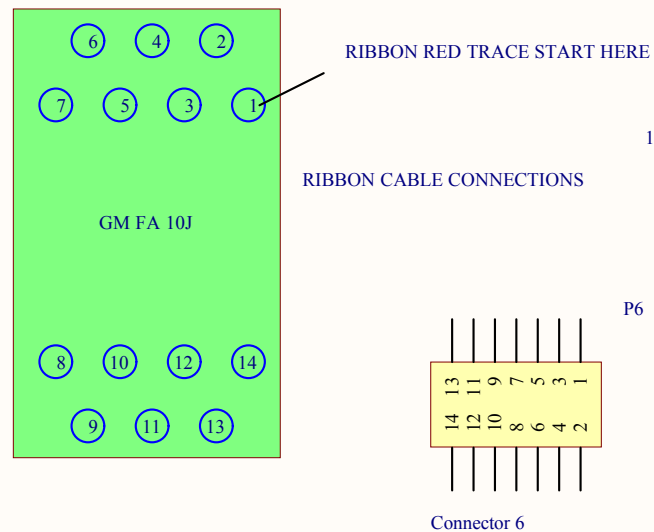 6 4 2
RIBBON RED TRACE START HERE
7 5 3 1
1
RIBBON CABLE CONNECTIONS
GM FA 10J
P6
8 10 12 14
13 11 9 7 5 3 1
14 12 10 8 6 4 2
9 11 13
Connector 6